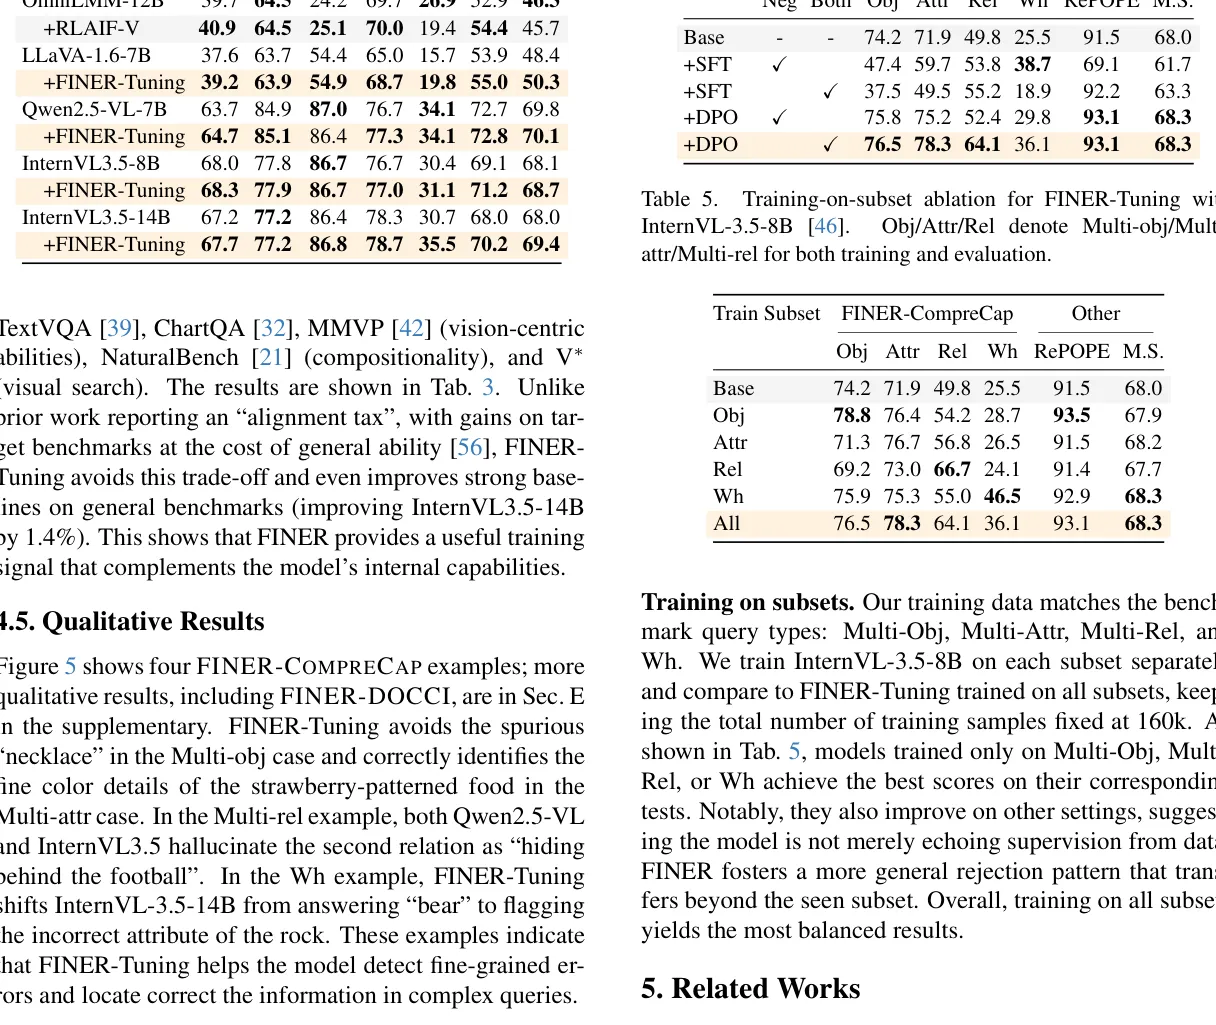 OmniLMM-12B 39.7 64.5 24.2 69.7 26.9 52.9 46.3
+RLAIF-V 40.9 64.5 25.1 70.0 19.4 54.4 45.7
LLaVA-1.6-7B 37.6 63.7 54.4 65.0 15.7 53.9 48.4
+FINER-Tuning 39.2 63.9 54.9 68.7 19.8 55.0 50.3
Qwen2.5-VL-7B 63.7 84.9 87.0 76.7 34.1 72.7 69.8
+FINER-Tuning 64.7 85.1 86.4 77.3 34.1 72.8 70.1
InternVL3.5-8B 68.0 77.8 86.7 76.7 30.4 69.1 68.1
+FINER-Tuning 68.3 77.9 86.7 77.0 31.1 71.2 68.7
InternVL3.5-14B 67.2 77.2 86.4 78.3 30.7 68.0 68.0
+FINER-Tuning 67.7 77.2 86.8 78.7 35.5 70.2 69.4
TextVQA [39], ChartQA [32], MMVP [42] (vision-centric
abilities), NaturalBench [21] (compositionality), and V*
(visual search). The results are shown in Tab. 3. Unlike
prior work reporting an “alignment tax”, with gains on tar-
get benchmarks at the cost of general ability [56], FINER-
Tuning avoids this trade-off and even improves strong base-
lines on general benchmarks (improving InternVL3.5-14B
by 1.4%). This shows that FINER provides a useful training
signal that complements the model’s internal capabilities.
4.5. Qualitative Results
Figure 5 shows four FINER-COMPRECAP examples; more
qualitative results, including FINER-DOCCI, are in Sec. E
in the supplementary. FINER-Tuning avoids the spurious
“necklace” in the Multi-obj case and correctly identifies the
fine color details of the strawberry-patterned food in the
Multi-attr case. In the Multi-rel example, both Qwen2.5-VL
and InternVL3.5 hallucinate the second relation as “hiding
behind the football”. In the Wh example, FINER-Tuning
shifts InternVL-3.5-14B from answering “bear” to flagging
the incorrect attribute of the rock. These examples indicate
that FINER-Tuning helps the model detect fine-grained er-
rors and locate correct the information in complex queries.
Neg Both Obj Attr Rel Wh RePOPE M.S.
Base - - 74.2 71.9 49.8 25.5 91.5 68.0
+SFT ✓ 47.4 59.7 53.8 38.7 69.1 61.7
+SFT ✓ 37.5 49.5 55.2 18.9 92.2 63.3
+DPO ✓ 75.8 75.2 52.4 29.8 93.1 68.3
+DPO ✓ 76.5 78.3 64.1 36.1 93.1 68.3
Table 5. Training-on-subset ablation for FINER-Tuning wit
InternVL-3.5-8B [46]. Obj/Attr/Rel denote Multi-obj/Mult
attr/Multi-rel for both training and evaluation.
Train Subset FINER-CompreCap Other
Obj Attr Rel Wh RePOPE M.S.
Base 74.2 71.9 49.8 25.5 91.5 68.0
Obj 78.8 76.4 54.2 28.7 93.5 67.9
Attr 71.3 76.7 56.8 26.5 91.5 68.2
Rel 69.2 73.0 66.7 24.1 91.4 67.7
Wh 75.9 75.3 55.0 46.5 92.9 68.3
All 76.5 78.3 64.1 36.1 93.1 68.3
Training on subsets. Our training data matches the bench
mark query types: Multi-Obj, Multi-Attr, Multi-Rel, an
Wh. We train InternVL-3.5-8B on each subset separatel
and compare to FINER-Tuning trained on all subsets, keep
ing the total number of training samples fixed at 160k. A
shown in Tab. 5, models trained only on Multi-Obj, Mult
Rel, or Wh achieve the best scores on their correspondin
tests. Notably, they also improve on other settings, sugges
ing the model is not merely echoing supervision from data
FINER fosters a more general rejection pattern that trans
fers beyond the seen subset. Overall, training on all subset
yields the most balanced results.
5. Related Works